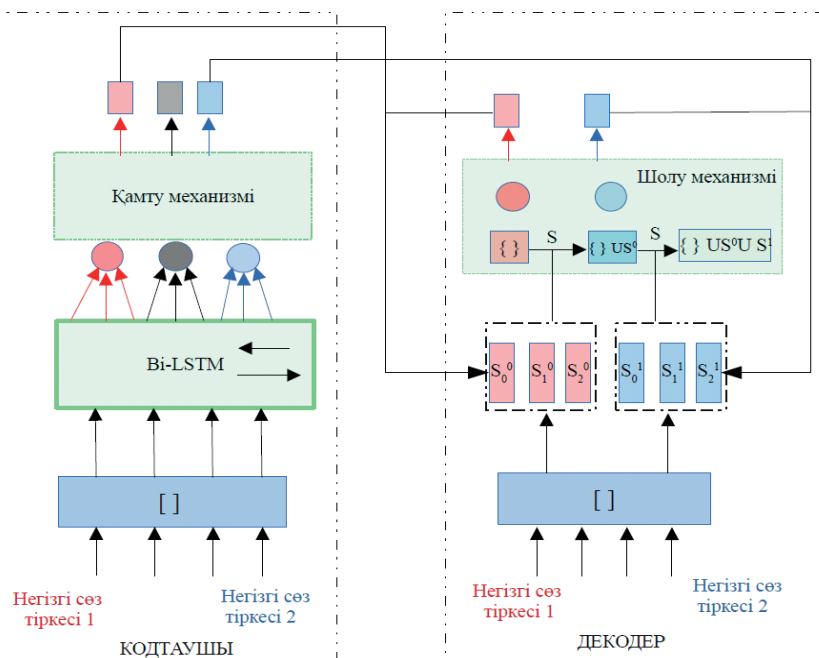 Қамту механизмі
Bi-LSTM
[ ]
Негізгі сөз
тіркесі 1
Негізгі сөз
тіркесі 2
КОДТАУШЫ
Шолу механизмі
{ }
S
{ } US⁰
S
{ } US⁰U S¹
S₀⁰
S₁⁰
S₂⁰
S₀¹
S₁¹
S₂¹
[ ]
Негізгі сөз
тіркесі 1
Негізгі сөз
тіркесі 2
ДЕКОДЕР